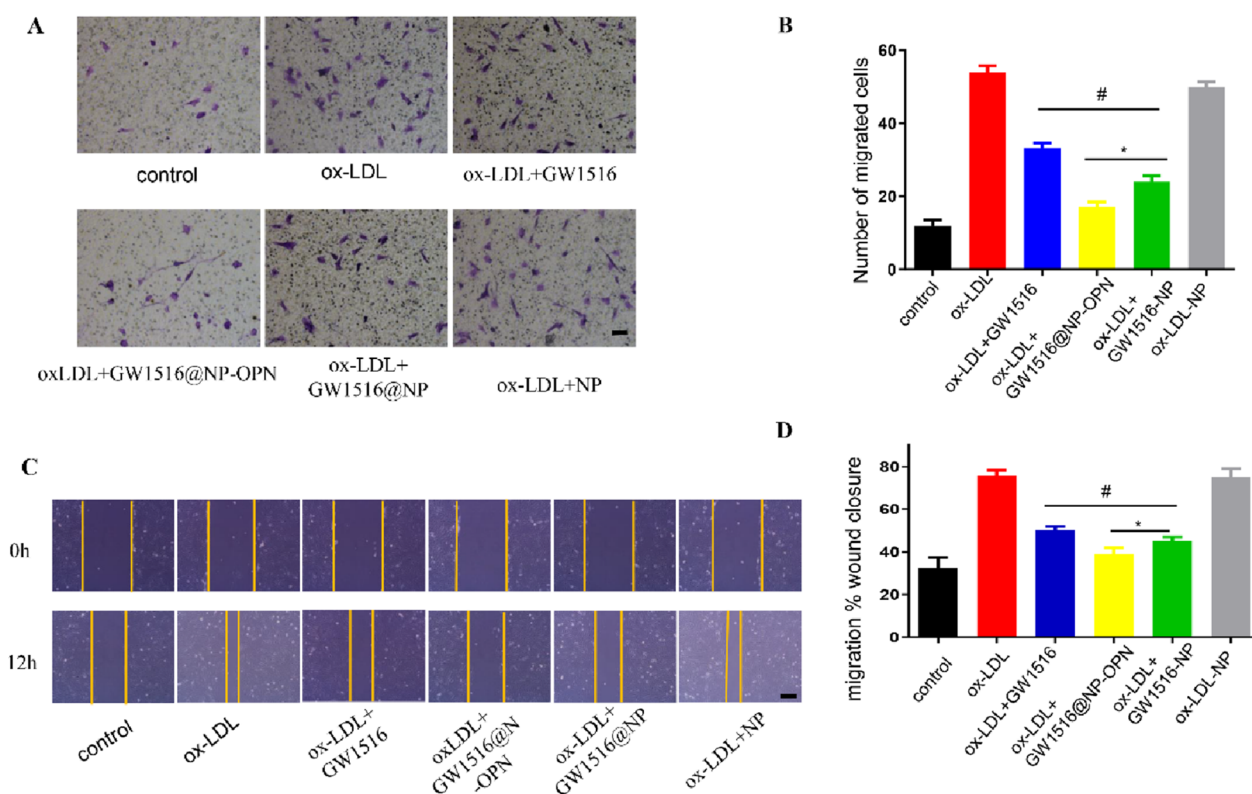 A
control
ox-LDL
ox-LDL+GW1516
oxLDL+GW1516@NP-OPN
ox-LDL+
GW1516@NP
ox-LDL+NP
B
Number of migrated cells
60
40
20
0
#
*
control
ox-LDL
ox-LDL+GW1516
ox-LDL+
GW1516@NP-OPN
ox-LDL+
GW1516-NP
ox-LDL-NP
C
0h
12h
control
ox-LDL
ox-LDL+
GW1516
oxLDL+
GW1516@N
-OPN
ox-LDL+
GW1516@NP
ox-LDL+NP
D
migration % wound closure
80
60
40
20
0
#
*
control
ox-LDL
ox-LDL+GW1516
ox-LDL+
GW1516@NP-OPN
ox-LDL+
GW1516-NP
ox-LDL-NP